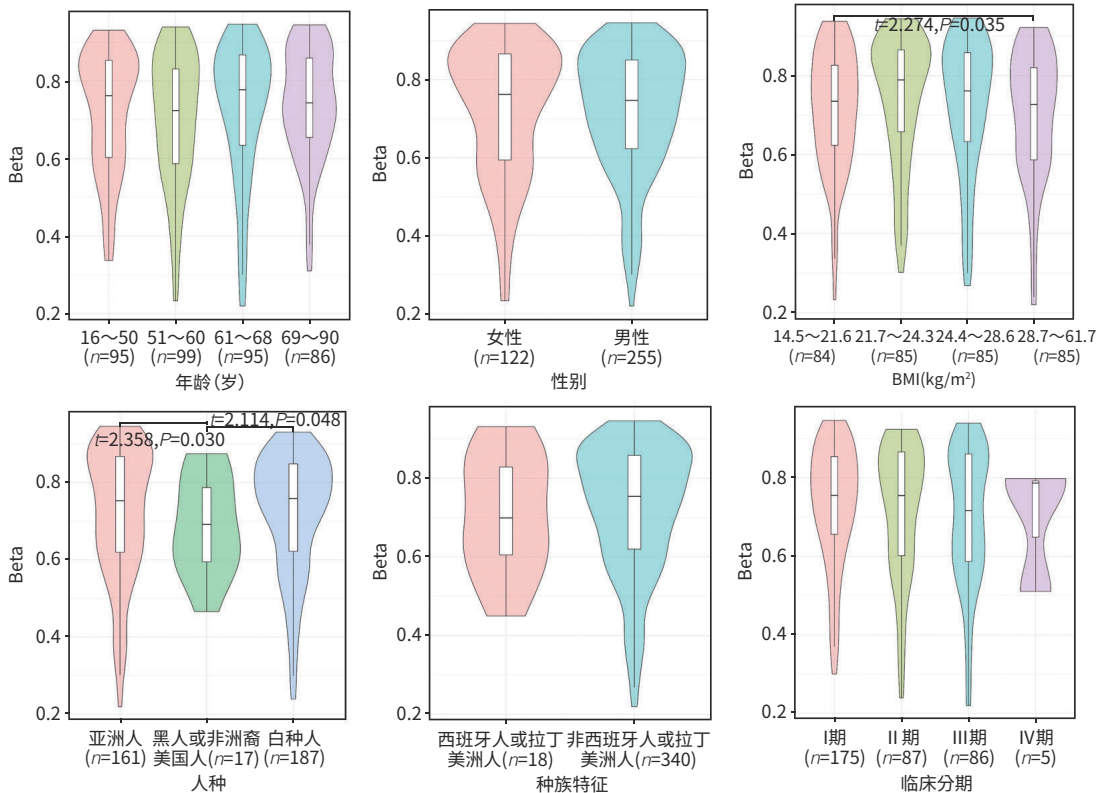 Beta
0.8
0.6
0.4
0.2
16～50 51～60 61～68 69～90
(n=95) (n=99) (n=95) (n=86)
年龄(岁)
Beta
0.8
0.6
0.4
0.2
女性 男性
(n=122) (n=255)
性别
t=2.274,P=0.035
Beta
0.8
0.6
0.4
0.2
14.5～21.6 21.7～24.3 24.4～28.6 28.7～61.7
(n=84) (n=85) (n=85) (n=85)
BMI(kg/m²)
t=2.114,P=0.048
t=2.358,P=0.030
Beta
0.8
0.6
0.4
0.2
亚洲人 黑人或非洲裔 白种人
(n=161) 美国人(n=17) (n=187)
人种
Beta
0.8
0.6
0.4
0.2
西班牙人或拉丁 非西班牙人或拉丁
美洲人(n=18) 美洲人(n=340)
种族特征
Beta
0.8
0.6
0.4
0.2
I期 II期 III期 IV期
(n=175) (n=87) (n=86) (n=5)
临床分期